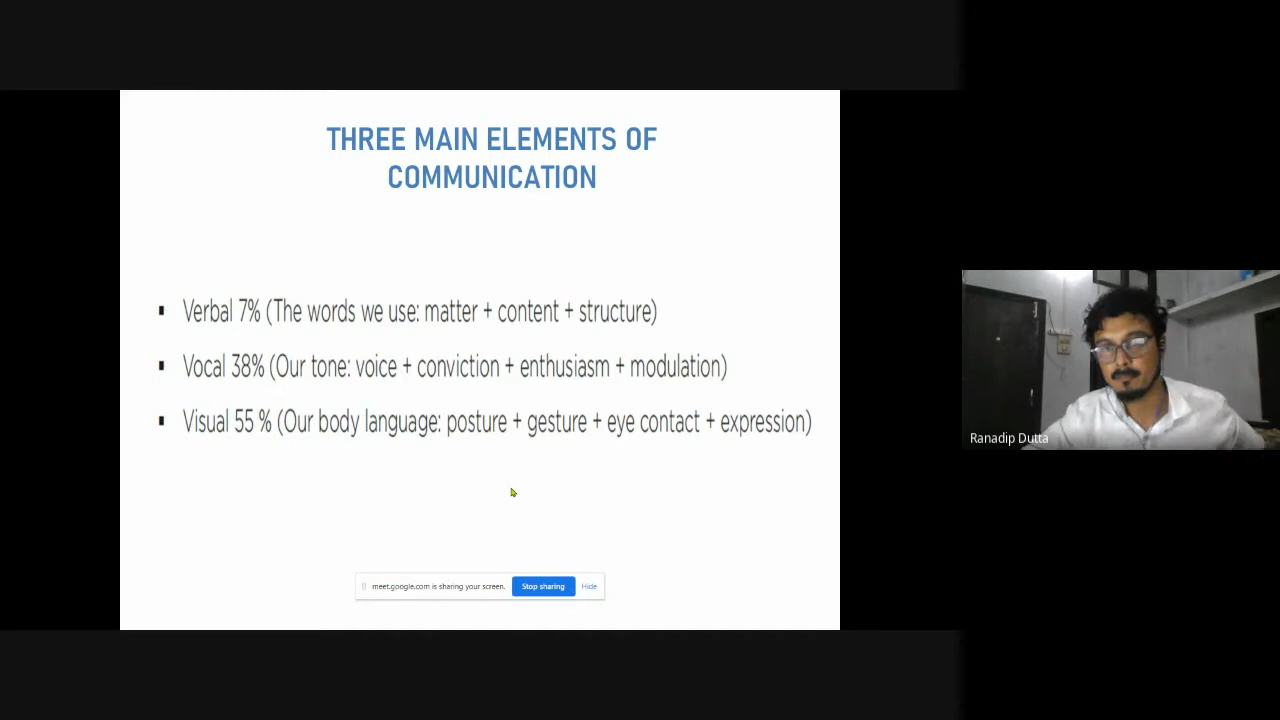 THREE MAIN ELEMENTS OF
COMMUNICATION
▪ Verbal 7% (The words we use: matter + content + structure)
▪ Vocal 38% (Our tone: voice + conviction + enthusiasm + modulation)
▪ Visual 55 % (Our body language: posture + gesture + eye contact + expression)
Ranadip Dutta
meet.google.com is sharing your screen. Stop sharing Hide